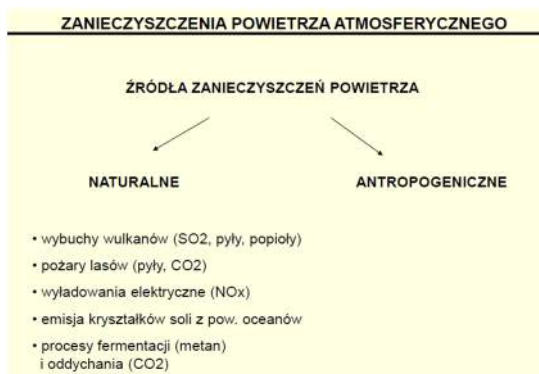 ZANIECZYSZCZENIA POWIETRZA ATMOSFERYCZNEGO
ŹRÓDŁA ZANIECZYSZCZEŃ POWIETRZA
NATURALNE
ANTROPOGENICZNE
• wybuchy wulkanów (SO2, pyły, popioły)
• pożary lasów (pyły, CO2)
• wyładowania elektryczne (NOx)
• emisja kryształków soli z pow. oceanów
• procesy fermentacji (metan)
i oddychania (CO2)